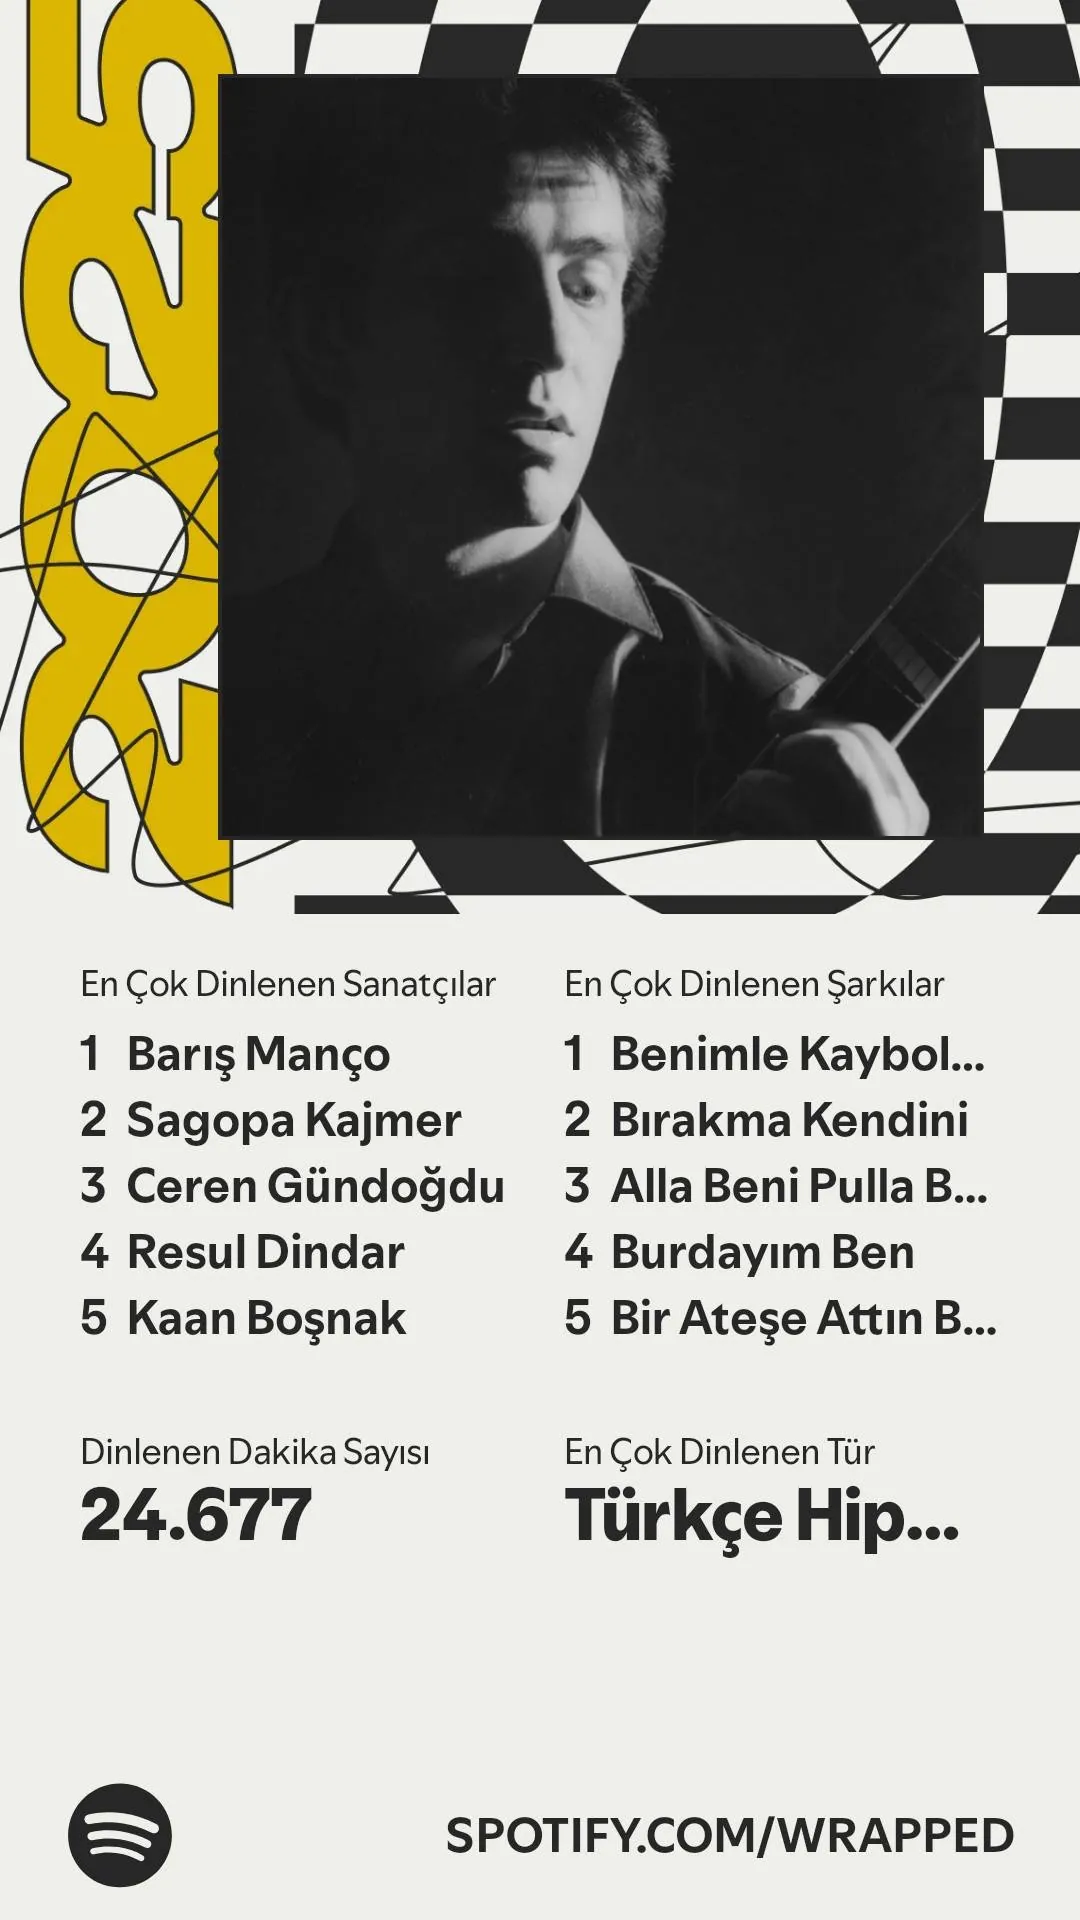 2025
En Çok Dinlenen Sanatçılar
1 Barış Manço
2 Sagopa Kajmer
3 Ceren Gündoğdu
4 Resul Dindar
5 Kaan Boşnak
En Çok Dinlenen Şarkılar
1 Benimle Kaybol...
2 Bırakma Kendini
3 Alla Beni Pulla B...
4 Burdayım Ben
5 Bir Ateşe Attın B...
Dinlenen Dakika Sayısı
24.677
En Çok Dinlenen Tür
Türkçe Hip...
SPOTIFY.COM/WRAPPED